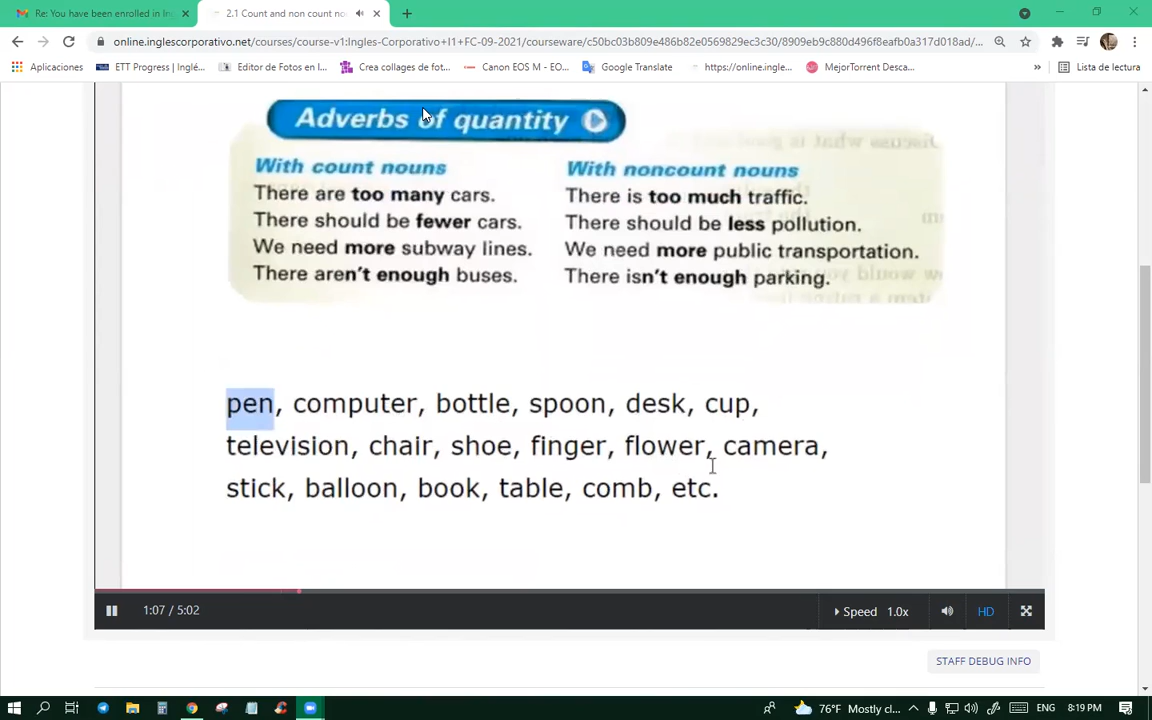 Re: You have been enrolled in Ing
2.1 Count and non count no
online.inglescorporativo.net/courses/course-v1:Ingles-Corporativo+I1+FC-09-2021/courseware/c50bc03b809e486b82e0569829ec3c30/8909eb9c880d496f8eafb0a317d018ad/...
Aplicaciones
ETT Progress | Inglé...
Editor de Fotos en l...
Crea collages de fot...
Canon EOS M - EO...
Google Translate
https://online.ingle...
MejorTorrent Desca...
»
Lista de lectura
Adverbs of quantity
With count nouns
There are too many cars.
There should be fewer cars.
We need more subway lines.
There aren't enough buses.
With noncount nouns
There is too much traffic.
There should be less pollution.
We need more public transportation.
There isn't enough parking.
pen, computer, bottle, spoon, desk, cup,
television, chair, shoe, finger, flower, camera,
stick, balloon, book, table, comb, etc.
1:07 / 5:02
Speed 1.0x
HD
STAFF DEBUG INFO
76°F Mostly cl...
ENG
8:19 PM